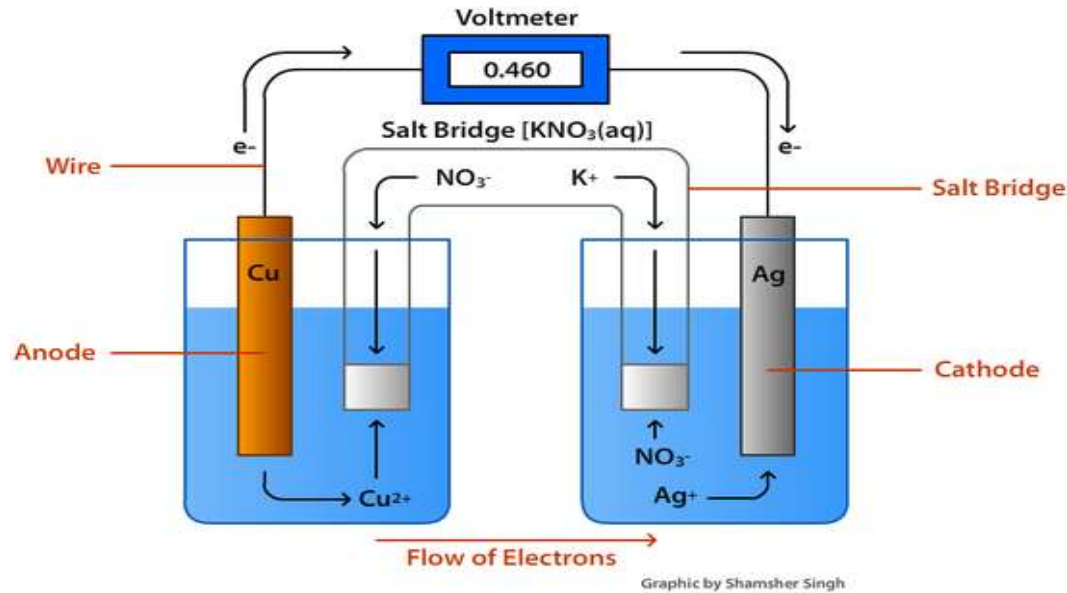 Voltmeter
0.460
e-
e-
Wire
Salt Bridge [KNO₃(aq)]
NO₃-
K+
Salt Bridge
Cu
Ag
Anode
Cathode
NO₃-
Cu²⁺
Ag+
Flow of Electrons
Graphic by Shamsher Singh